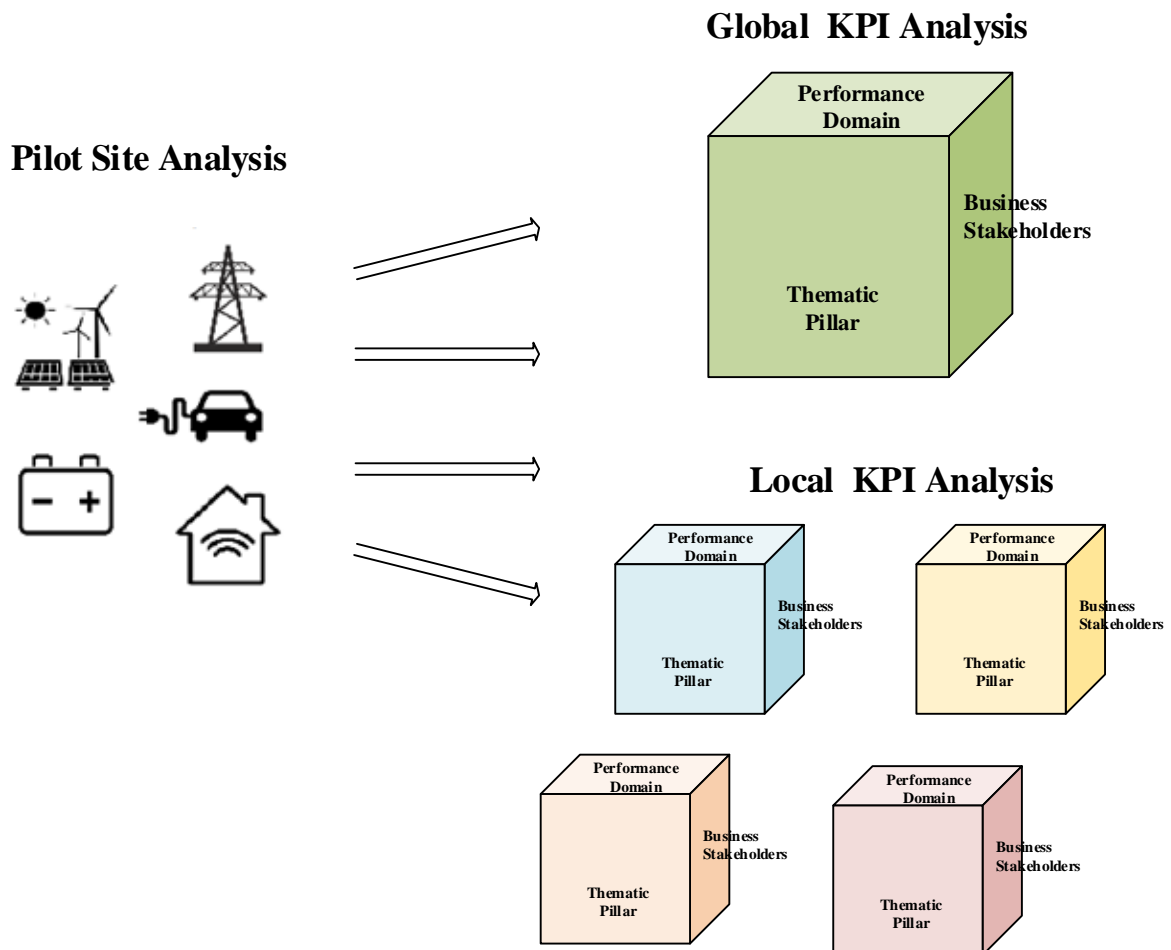 Global  KPI Analysis
Performance
Domain
Business
Stakeholders
Thematic
Pillar
Pilot Site Analysis
Local  KPI Analysis
Performance
Domain
Business
Stakeholders
Thematic
Pillar
Performance
Domain
Business
Stakeholders
Thematic
Pillar
Performance
Domain
Business
Stakeholders
Thematic
Pillar
Performance
Domain
Business
Stakeholders
Thematic
Pillar